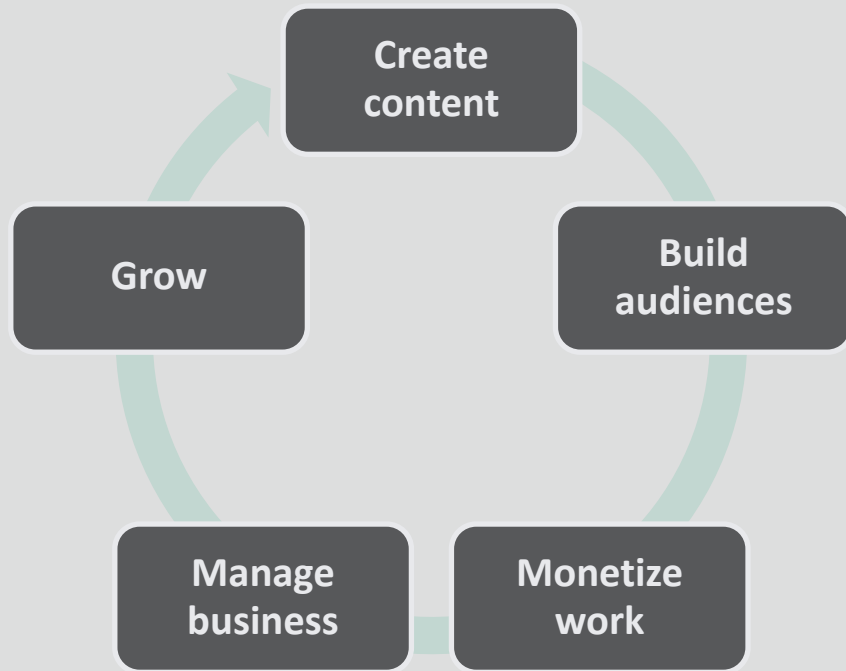 Create
content
Build
audiences
Monetize
work
Manage
business
Grow